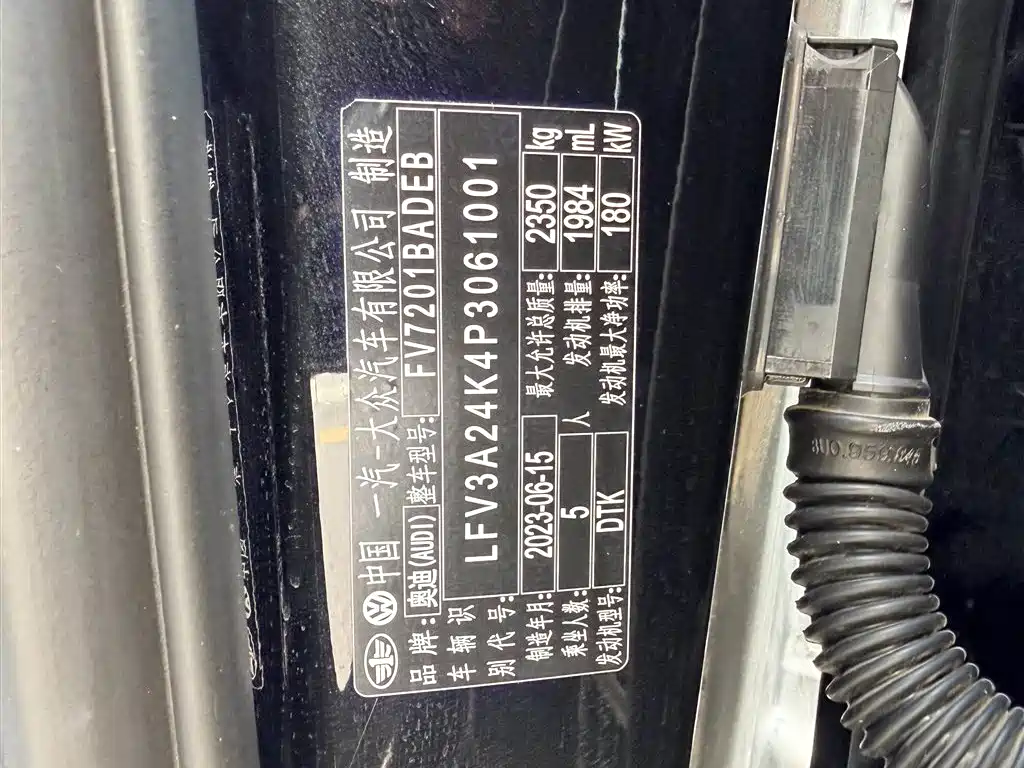 中国 一汽-大众汽车有限公司 制造
品牌: 奥迪(AUDI) 整车型号: FV7201BADEB
车辆识别代号: LFV3A24K4P3061001
制造年月: 2023-06-15 最大允许总质量: 2350 kg
乘坐人数: 5 人 发动机排量: 1984 mL
发动机型号: DTK 发动机最大净功率: 180 kW